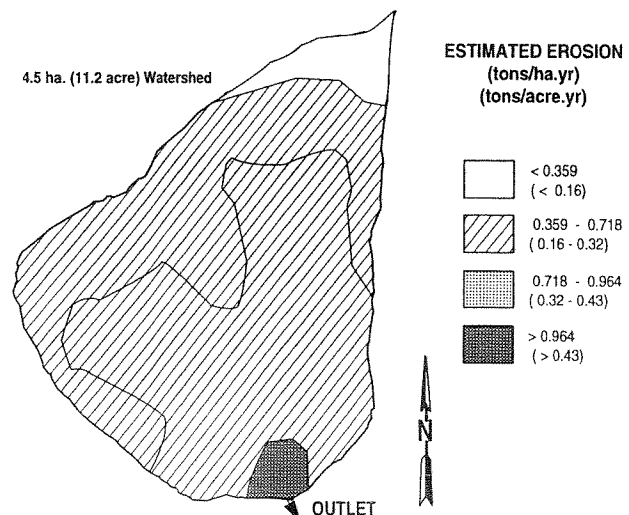 4.5 ha. (11.2 acre) Watershed
ESTIMATED EROSION
(tons/ha.yr)
(tons/acre.yr)
< 0.359
( < 0.16)
0.359 - 0.718
( 0.16 - 0.32)
0.718 - 0.964
( 0.32 - 0.43)
> 0.964
( > 0.43)
N
OUTLET